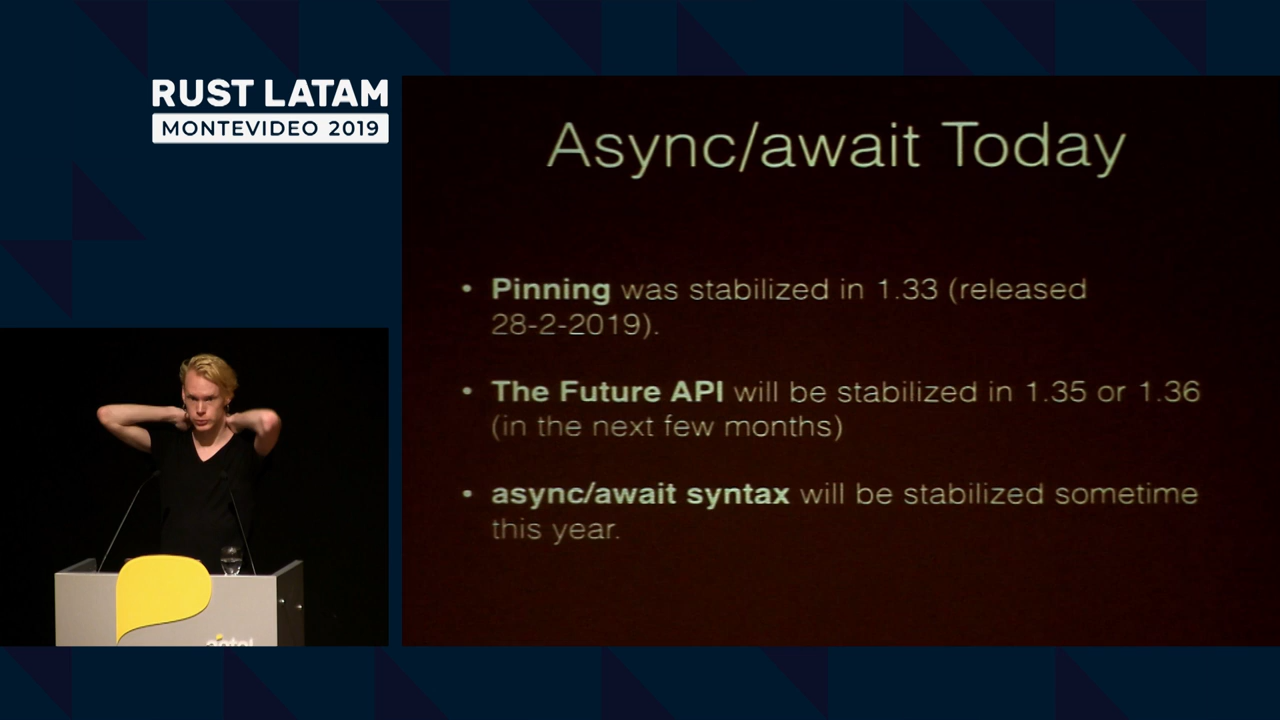 RUST LATAM
MONTEVIDEO 2019
Async/await Today
• Pinning was stabilized in 1.33 (released
28-2-2019).
• The Future API will be stabilized in 1.35 or 1.36
(in the next few months)
• async/await syntax will be stabilized sometime
this year.